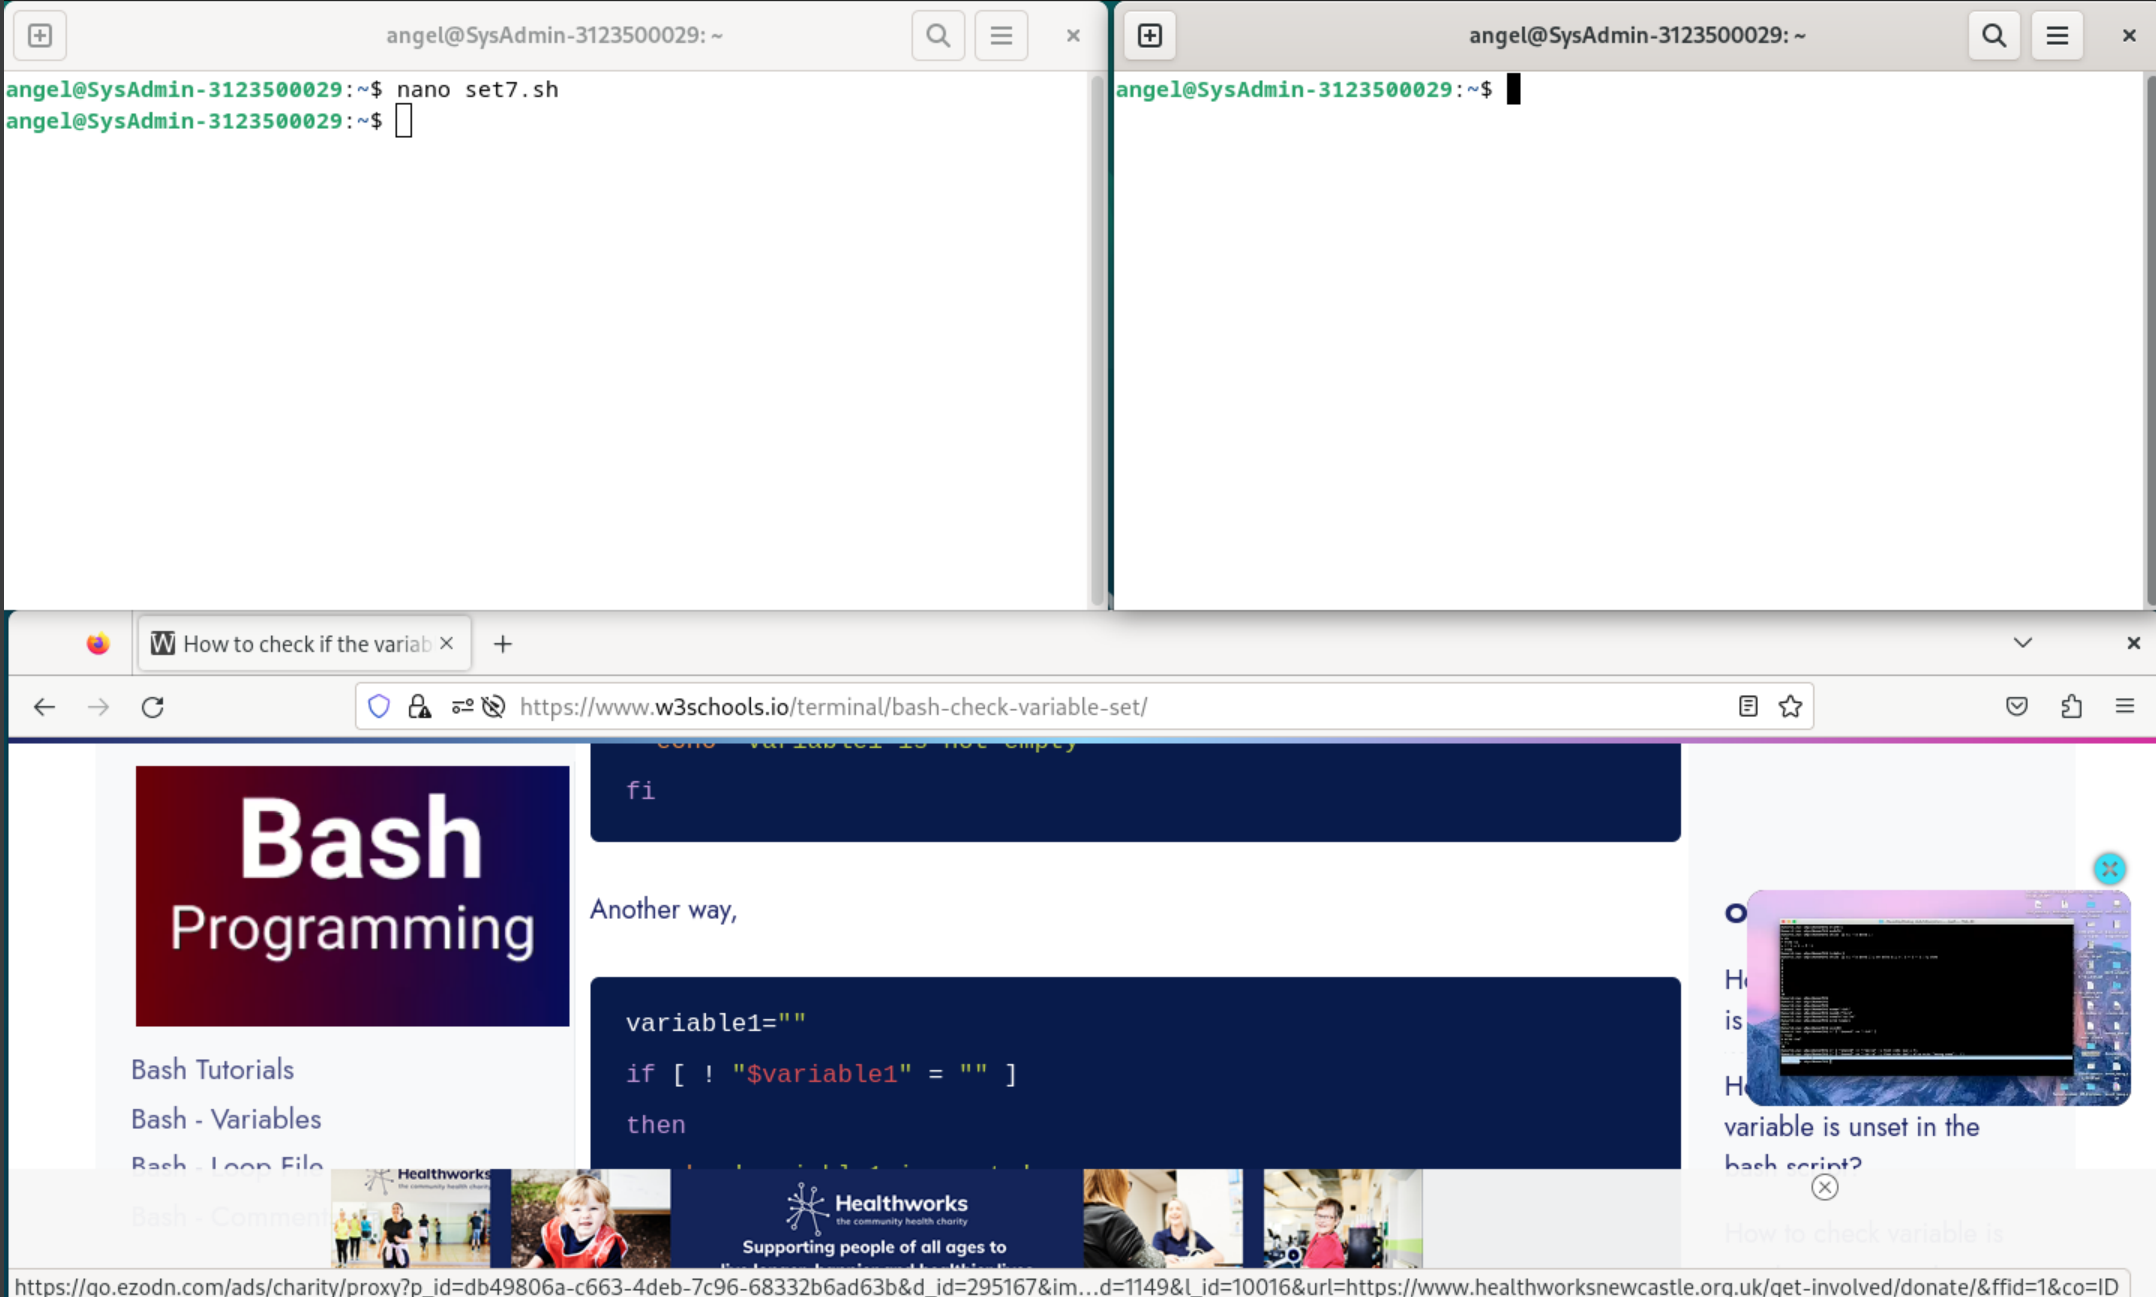 angel@SysAdmin-3123500029: ~
angel@SysAdmin-3123500029:~$ nano set7.sh
angel@SysAdmin-3123500029:~$
angel@SysAdmin-3123500029: ~
angel@SysAdmin-3123500029:~$
How to check if the variab
https://www.w3schools.io/terminal/bash-check-variable-set/
Bash
Programming
Bash Tutorials
Bash - Variables
Bash - Loop File
Bash - Comment
echo "variable1 is not empty"
fi
Another way,
variable1=""
if [ ! "$variable1" = "" ]
then
variable is unset in the
bash script?
How to check variable is
Healthworks
the community health charity
Healthworks
the community health charity
Supporting people of all ages to
https://go.ezodn.com/ads/charity/proxy?p_id=db49806a-c663-4deb-7c96-68332b6ad63b&d_id=295167&im…d=1149&l_id=10016&url=https://www.healthworksnewcastle.org.uk/get-involved/donate/&ffid=1&co=ID